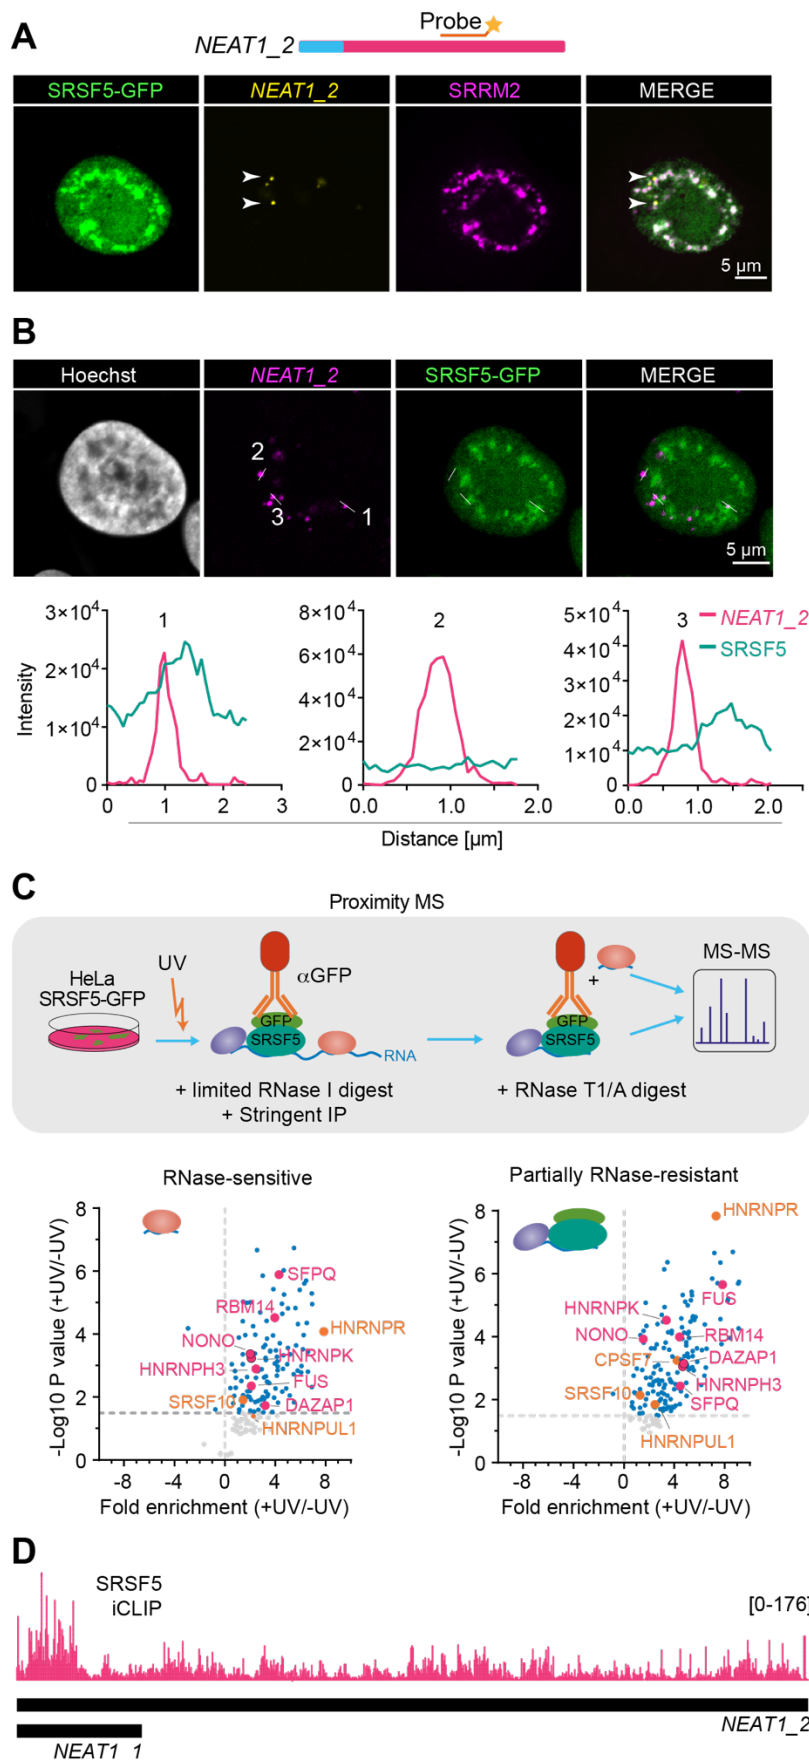 A
Probe
NEAT1_2
SRSF5-GFP
NEAT1_2
SRRM2
MERGE
5 µm
B
Hoechst
NEAT1_2
SRSF5-GFP
MERGE
2
3
1
5 µm
3×10⁴
2×10⁴
1×10⁴
0
Intensity
1
0 1 2 3
8×10⁴
6×10⁴
4×10⁴
2×10⁴
0
2
0.0 1.0 2.0
5×10⁴
4×10⁴
3×10⁴
2×10⁴
1×10⁴
0
3
NEAT1_2
SRSF5
0.0 1.0 2.0
Distance [µm]
C
Proximity MS
HeLa
SRSF5-GFP
UV
αGFP
GFP
SRSF5
RNA
+ limited RNase I digest
+ Stringent IP
+
GFP
SRSF5
+ RNase T1/A digest
MS-MS
RNase-sensitive
-Log10 P value (+UV/-UV)
8
6
4
2
0
SFPQ
RBM14
HNRNPR
NONO
HNRNPK
HNRNPH3
FUS
SRSF10
DAZAP1
HNRNPUL1
-8 -4 0 4 8
Fold enrichment (+UV/-UV)
Partially RNase-resistant
-Log10 P value (+UV/-UV)
8
6
4
2
0
HNRNPR
FUS
HNRNPK
NONO
RBM14
CPSF7
DAZAP1
SRSF10
HNRNPH3
SFPQ
HNRNPUL1
-8 -4 0 4 8
Fold enrichment (+UV/-UV)
D
SRSF5
iCLIP
[0-176]
NEAT1_2
NEAT1_1